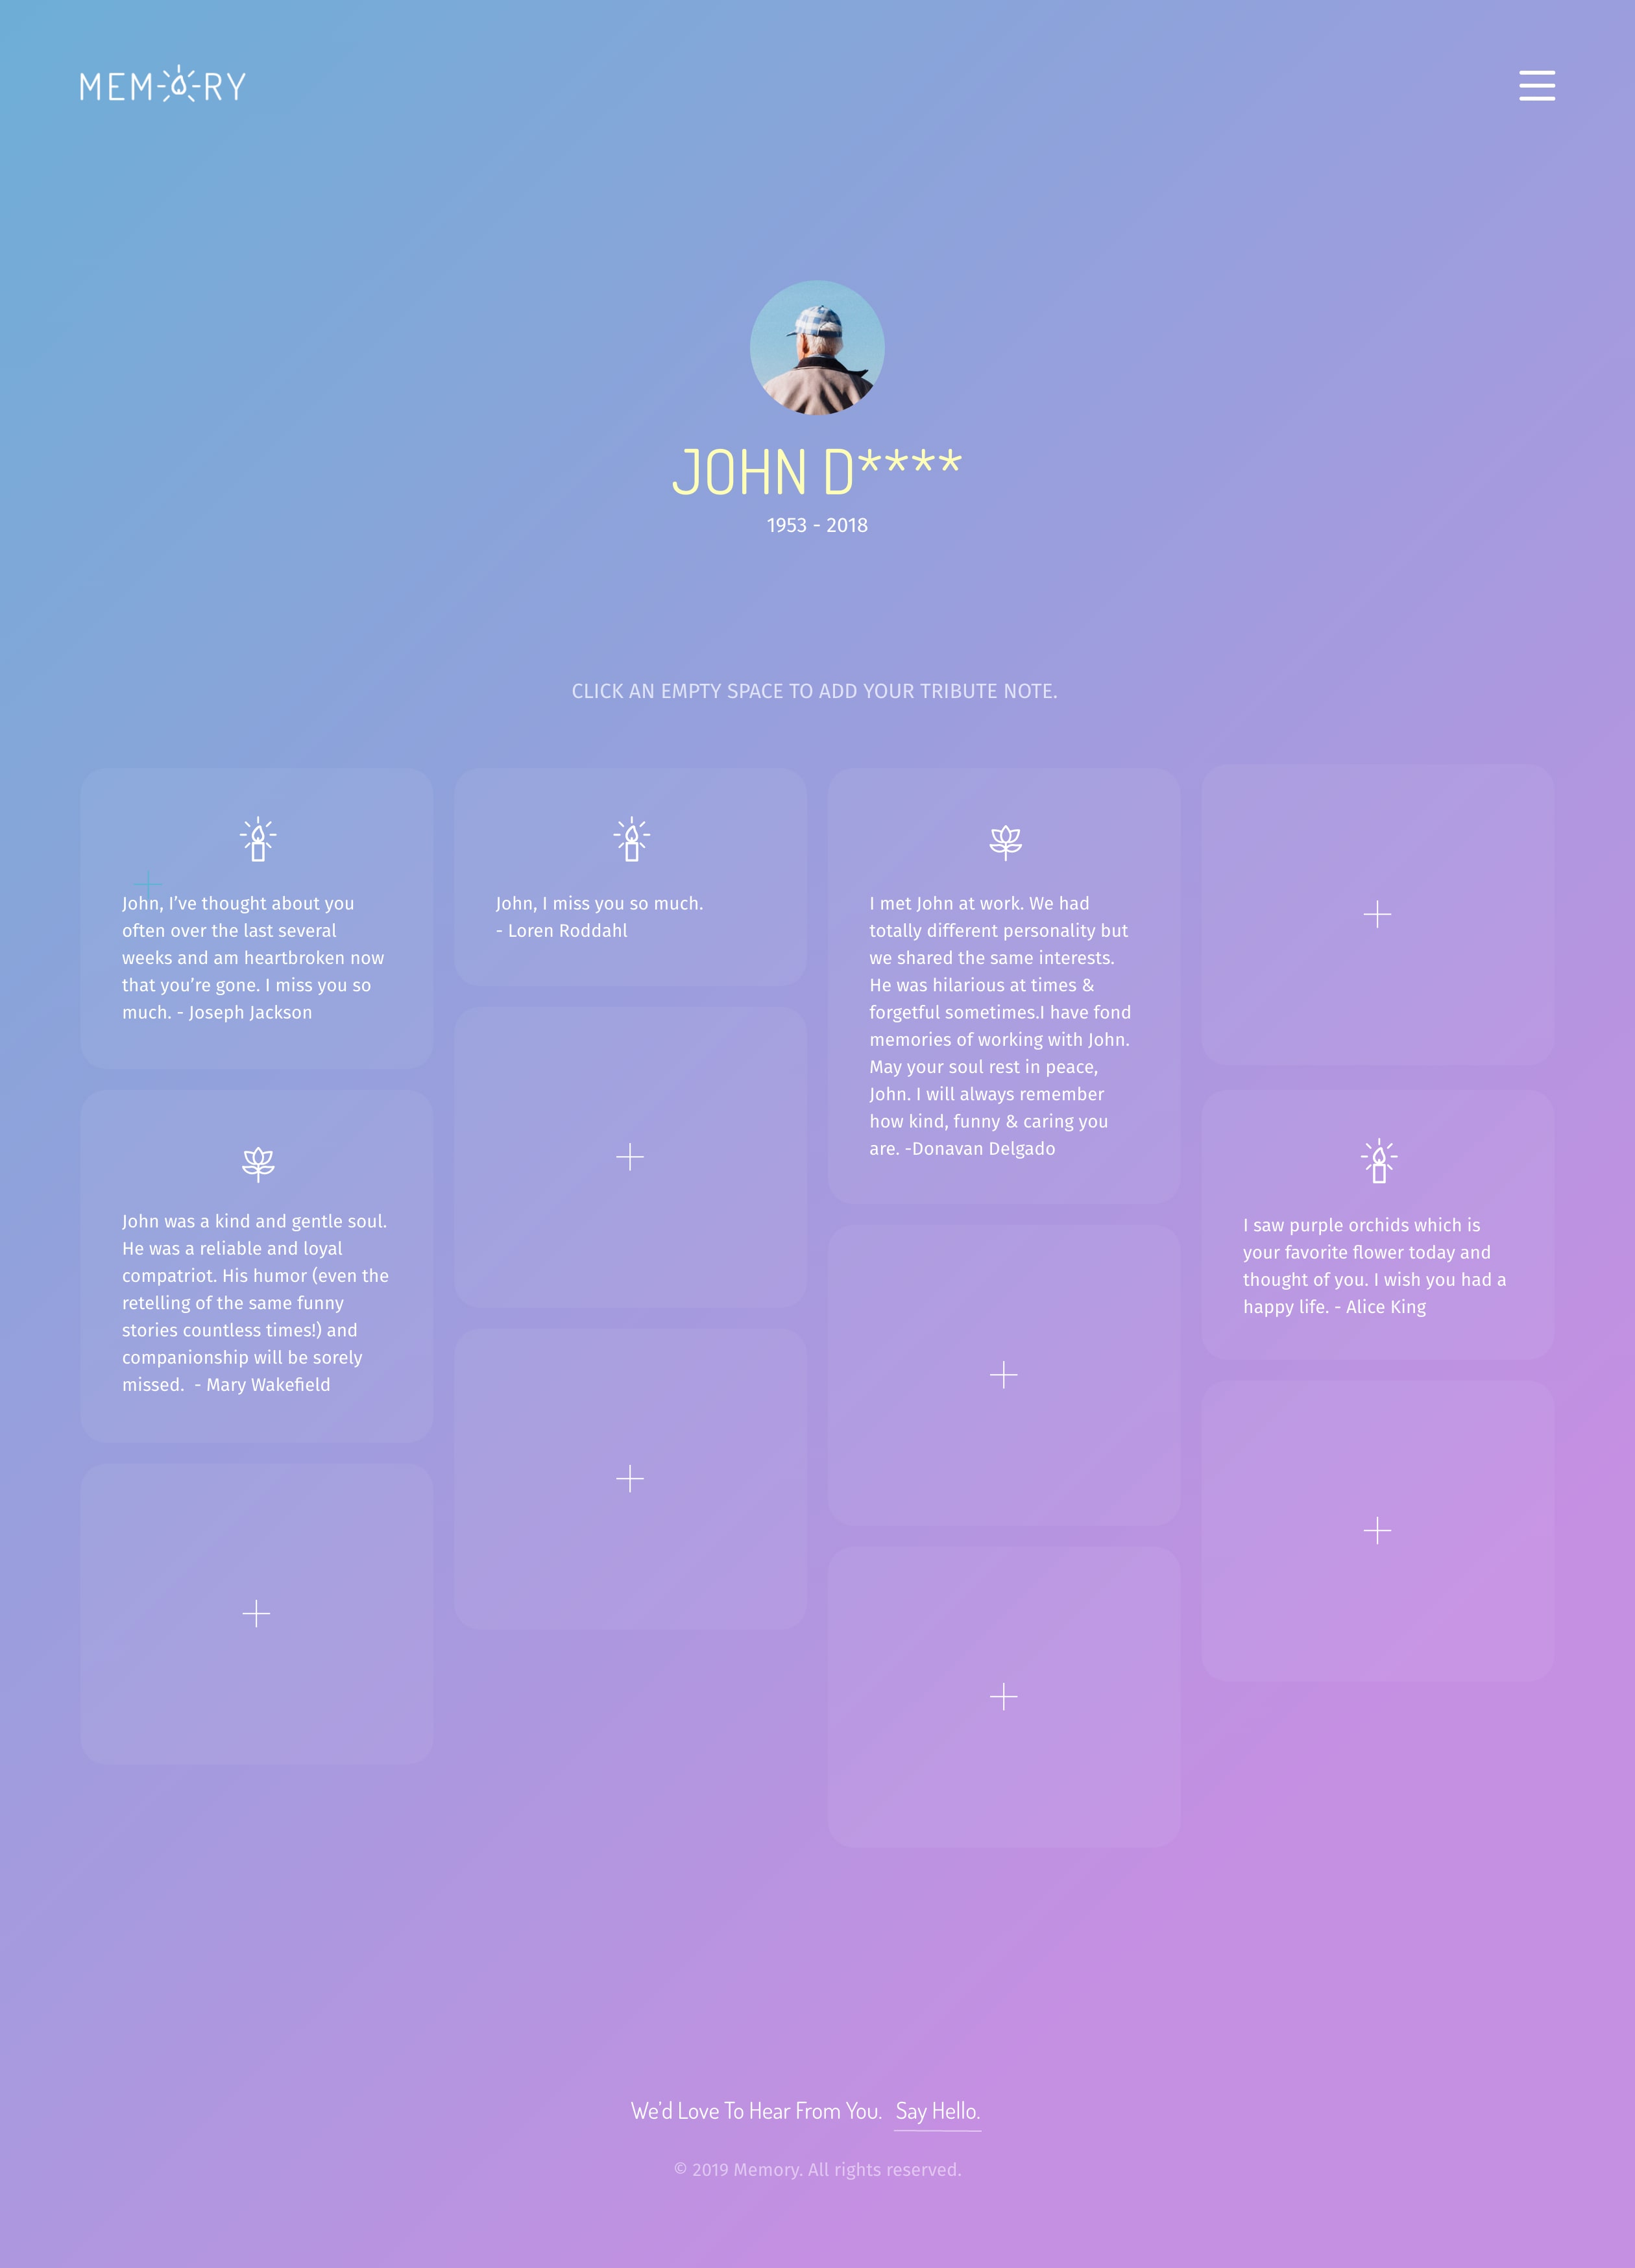 MEMORY
JOHN D****
1953 - 2018
CLICK AN EMPTY SPACE TO ADD YOUR TRIBUTE NOTE.
John, I’ve thought about you
often over the last several
weeks and am heartbroken now
that you’re gone. I miss you so
much. - Joseph Jackson
John was a kind and gentle soul.
He was a reliable and loyal
compatriot. His humor (even the
retelling of the same funny
stories countless times!) and
companionship will be sorely
missed.  - Mary Wakefield
John, I miss you so much.
- Loren Roddahl
I met John at work. We had
totally different personality but
we shared the same interests.
He was hilarious at times &
forgetful sometimes.I have fond
memories of working with John.
May your soul rest in peace,
John. I will always remember
how kind, funny & caring you
are. -Donavan Delgado
I saw purple orchids which is
your favorite flower today and
thought of you. I wish you had a
happy life. - Alice King
We’d Love To Hear From You. Say Hello.
© 2019 Memory. All rights reserved.